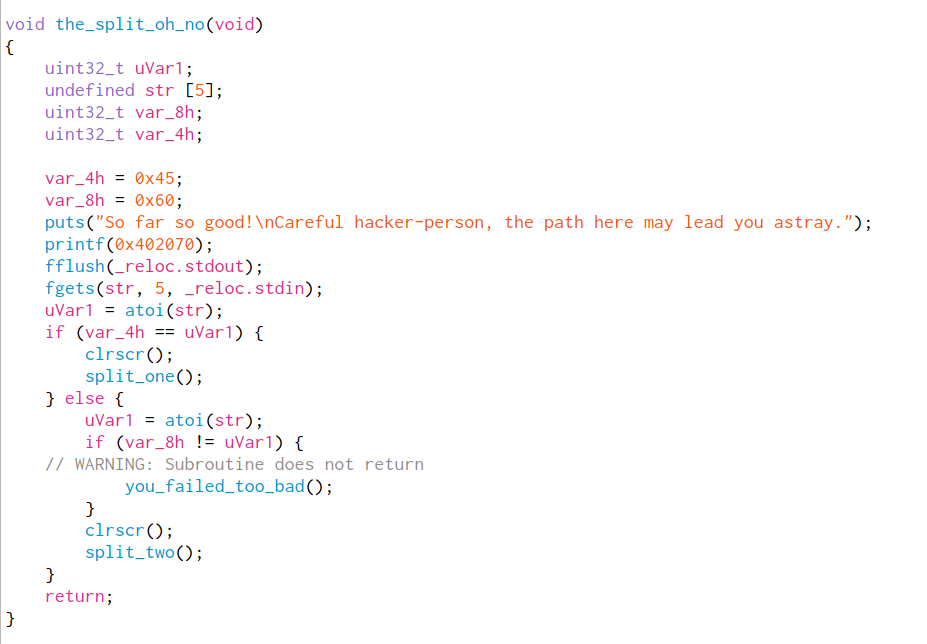 void the_split_oh_no(void)
{
    uint32_t uVar1;
    undefined str [5];
    uint32_t var_8h;
    uint32_t var_4h;

    var_4h = 0x45;
    var_8h = 0x60;
    puts("So far so good!\nCareful hacker-person, the path here may lead you astray.");
    printf(0x402070);
    fflush(_reloc.stdout);
    fgets(str, 5, _reloc.stdin);
    uVar1 = atoi(str);
    if (var_4h == uVar1) {
        clrscr();
        split_one();
    } else {
        uVar1 = atoi(str);
        if (var_8h != uVar1) {
    // WARNING: Subroutine does not return
            you_failed_too_bad();
        }
        clrscr();
        split_two();
    }
    return;
}